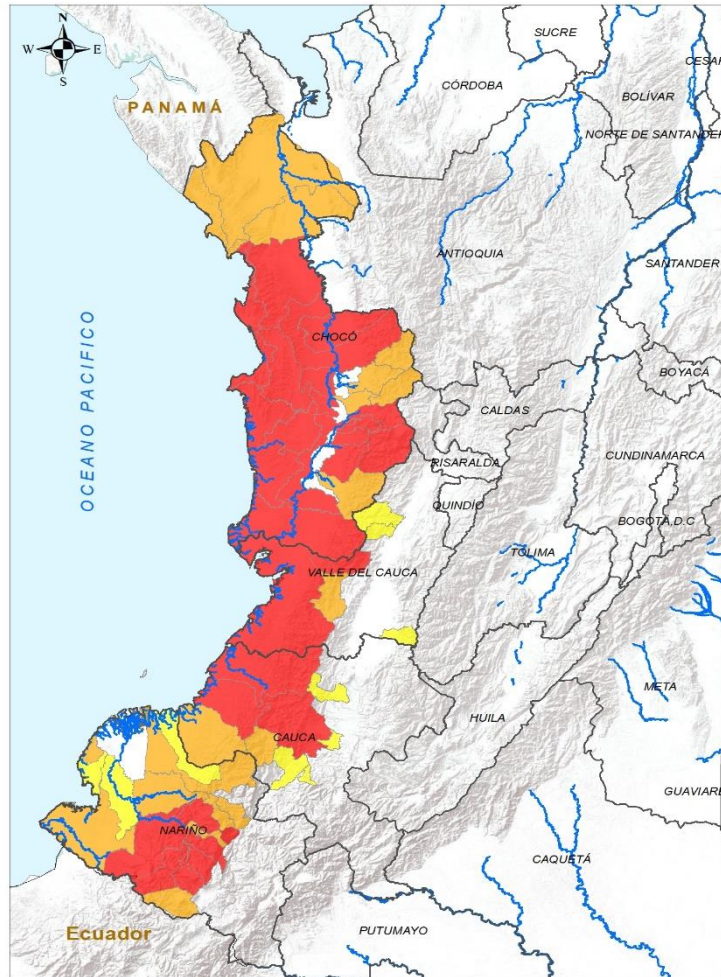 N
W E
S
PANAMÁ
SUCRE
CÓRDOBA
CESAR
BOLÍVAR
NORTE DE SANTANDER
ANTIOQUIA
SANTANDER
OCEANO PACIFICO
CHOCÓ
BOYACÁ
CALDAS
CUNDINAMARCA
RISARALDA
QUINDÍO
BOGOTÁ,D.C
TOLIMA
VALLE DEL CAUCA
META
HUILA
CAUCA
GUAVIARE
NARIÑO
CAQUETÁ
Ecuador
PUTUMAYO